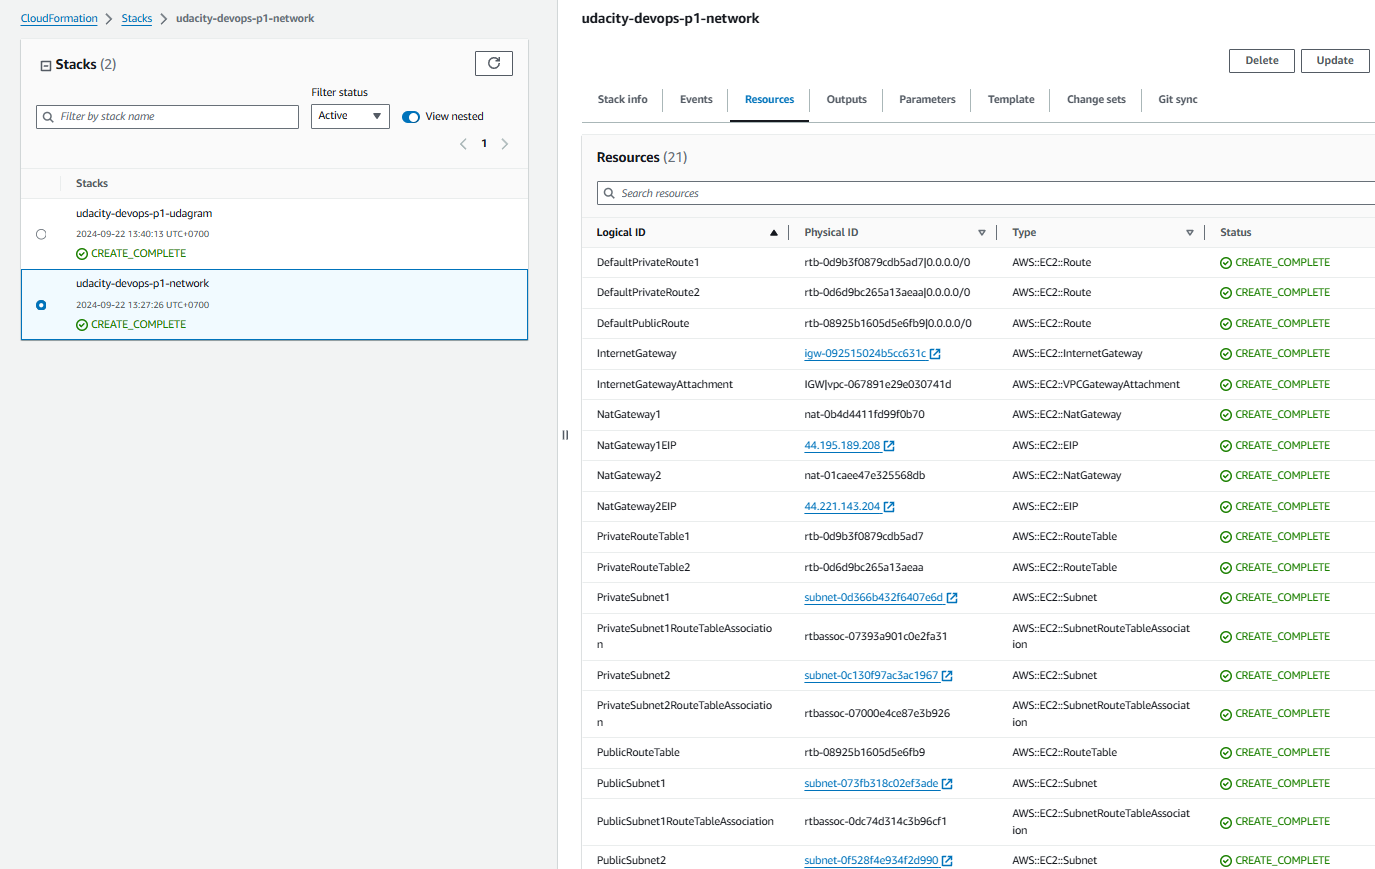 CloudFormation > Stacks > udacity-devops-p1-network
Stacks (2)
Filter status
Filter by stack name
Active
View nested
1
Stacks
udacity-devops-p1-udagram
2024-09-22 13:40:13 UTC+0700
CREATE_COMPLETE
udacity-devops-p1-network
2024-09-22 13:27:26 UTC+0700
CREATE_COMPLETE
udacity-devops-p1-network
Delete Update
Stack info Events Resources Outputs Parameters Template Change sets Git sync
Resources (21)
Search resources
Logical ID Physical ID Type Status
DefaultPrivateRoute1 rtb-0d9b3f0879cdb5ad7|0.0.0.0/0 AWS::EC2::Route CREATE_COMPLETE
DefaultPrivateRoute2 rtb-0d6d9bc265a13aeaa|0.0.0.0/0 AWS::EC2::Route CREATE_COMPLETE
DefaultPublicRoute rtb-08925b1605d5e6fb9|0.0.0.0/0 AWS::EC2::Route CREATE_COMPLETE
InternetGateway igw-092515024b5cc631c AWS::EC2::InternetGateway CREATE_COMPLETE
InternetGatewayAttachment IGW|vpc-067891e29e030741d AWS::EC2::VPCGatewayAttachment CREATE_COMPLETE
NatGateway1 nat-0b4d4411fd99f0b70 AWS::EC2::NatGateway CREATE_COMPLETE
NatGateway1EIP 44.195.189.208 AWS::EC2::EIP CREATE_COMPLETE
NatGateway2 nat-01caee47e325568db AWS::EC2::NatGateway CREATE_COMPLETE
NatGateway2EIP 44.221.143.204 AWS::EC2::EIP CREATE_COMPLETE
PrivateRouteTable1 rtb-0d9b3f0879cdb5ad7 AWS::EC2::RouteTable CREATE_COMPLETE
PrivateRouteTable2 rtb-0d6d9bc265a13aeaa AWS::EC2::RouteTable CREATE_COMPLETE
PrivateSubnet1 subnet-0d366b432f6407e6d AWS::EC2::Subnet CREATE_COMPLETE
PrivateSubnet1RouteTableAssociatio
n rtbassoc-07393a901c0e2fa31 AWS::EC2::SubnetRouteTableAssociat
ion CREATE_COMPLETE
PrivateSubnet2 subnet-0c130f97ac3ac1967 AWS::EC2::Subnet CREATE_COMPLETE
PrivateSubnet2RouteTableAssociatio
n rtbassoc-07000e4ce87e3b926 AWS::EC2::SubnetRouteTableAssociat
ion CREATE_COMPLETE
PublicRouteTable rtb-08925b1605d5e6fb9 AWS::EC2::RouteTable CREATE_COMPLETE
PublicSubnet1 subnet-073fb318c02ef3ade AWS::EC2::Subnet CREATE_COMPLETE
PublicSubnet1RouteTableAssociation rtbassoc-0dc74d314c3b96cf1 AWS::EC2::SubnetRouteTableAssociat
ion CREATE_COMPLETE
PublicSubnet2 subnet-0f528f4e934f2d990 AWS::EC2::Subnet CREATE_COMPLETE